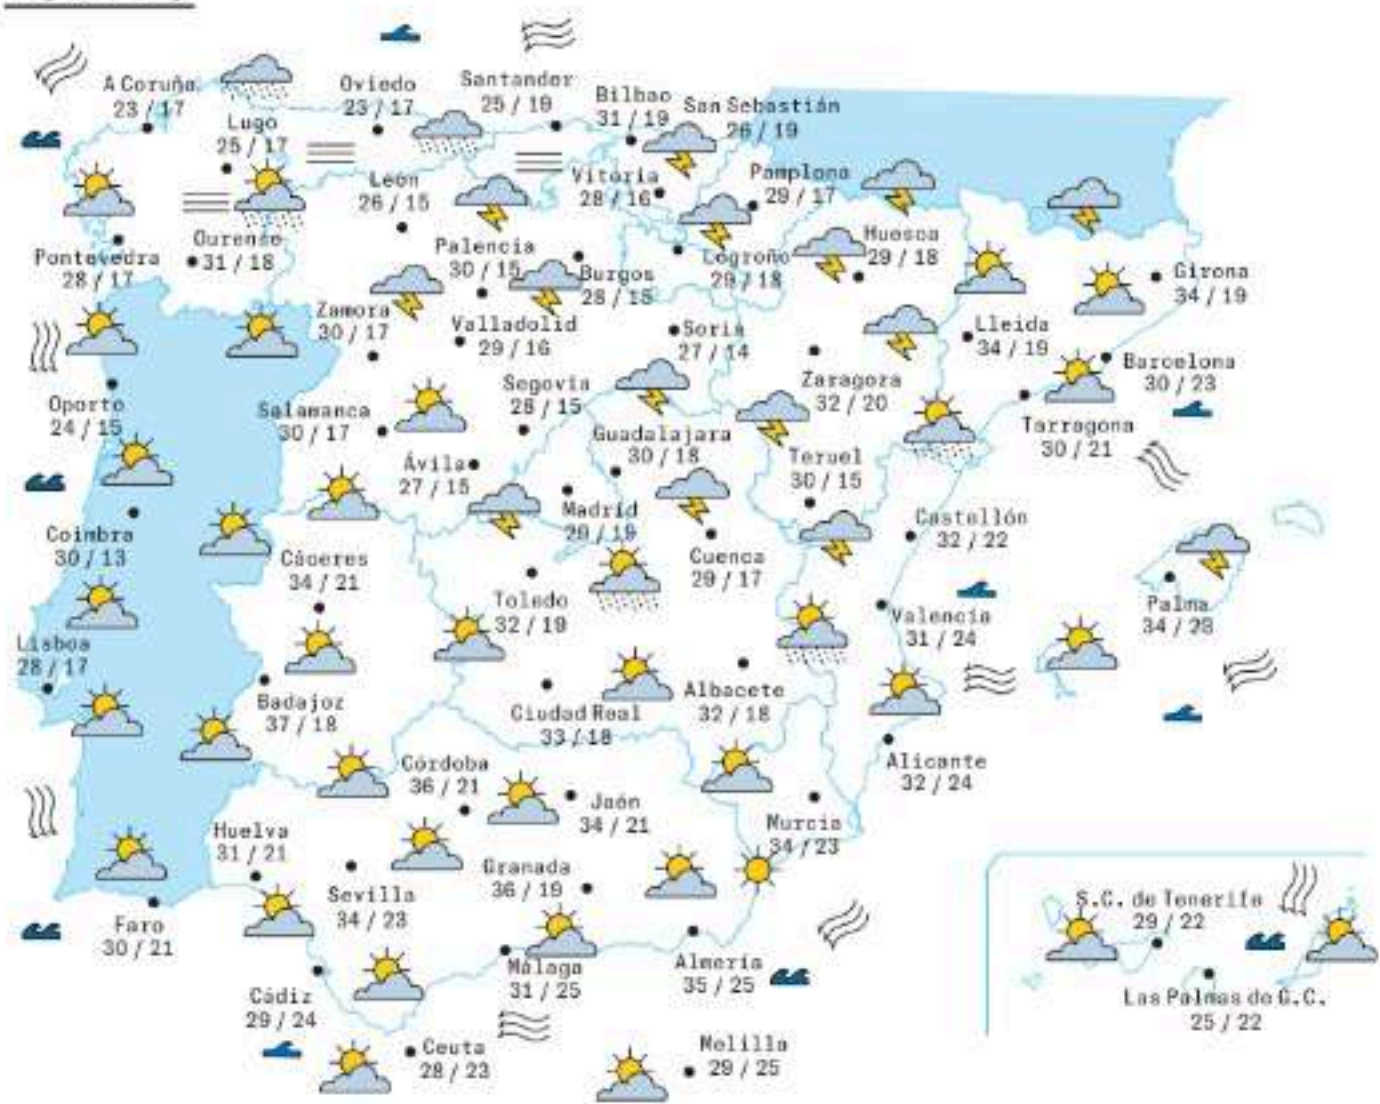 A Coruña
23 / 17
Lugo
25 / 17
Oviedo
23 / 17
Santander
25 / 19
Bilbao
31 / 19
San Sebastián
26 / 19
Vitoria
28 / 16
Pamplona
29 / 17
León
26 / 15
Pontevedra
28 / 17
Ourense
31 / 18
Palencia
30 / 15
Burgos
28 / 15
Logroño
29 / 18
Huesca
29 / 18
Girona
34 / 19
Zamora
30 / 17
Valladolid
29 / 16
Soria
27 / 14
Lleida
34 / 19
Barcelona
30 / 23
Zaragoza
32 / 20
Tarragona
30 / 21
Oporto
24 / 15
Salamanca
30 / 17
Segovia
28 / 15
Guadalajara
30 / 18
Ávila
27 / 15
Teruel
30 / 15
Madrid
29 / 19
Coimbra
30 / 13
Cáceres
34 / 21
Cuenca
29 / 17
Castellón
32 / 22
Toledo
32 / 19
Valencia
31 / 24
Palma
34 / 23
Lisboa
28 / 17
Badajoz
37 / 18
Ciudad Real
33 / 18
Albacete
32 / 18
Alicante
32 / 24
Córdoba
36 / 21
Jaén
34 / 21
Murcia
34 / 23
Huelva
31 / 21
Sevilla
34 / 23
Granada
36 / 19
Faro
30 / 21
Málaga
31 / 25
Almería
35 / 25
Cádiz
29 / 24
Ceuta
28 / 23
Melilla
29 / 25
S.C. de Tenerife
29 / 22
Las Palmas de G.C.
25 / 22